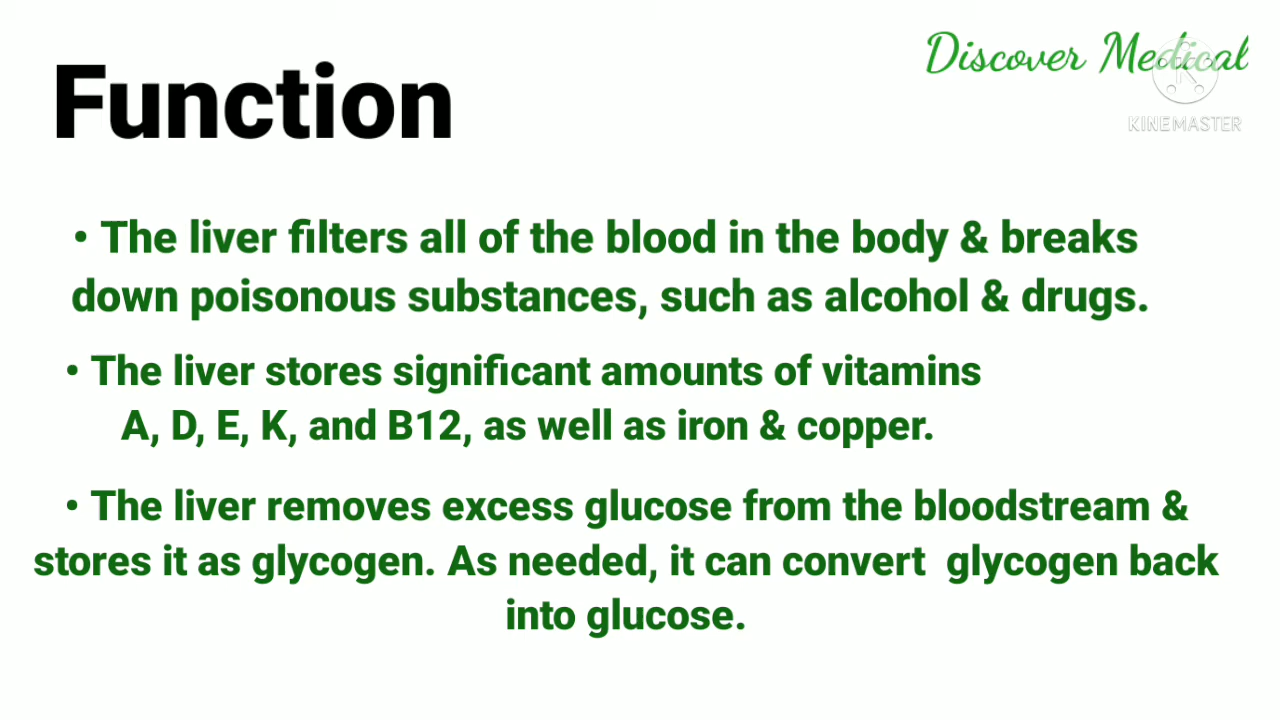 Discover Medical
KINEMASTER
Function
• The liver filters all of the blood in the body & breaks
down poisonous substances, such as alcohol & drugs.
• The liver stores significant amounts of vitamins
A, D, E, K, and B12, as well as iron & copper.
• The liver removes excess glucose from the bloodstream &
stores it as glycogen. As needed, it can convert glycogen back
into glucose.